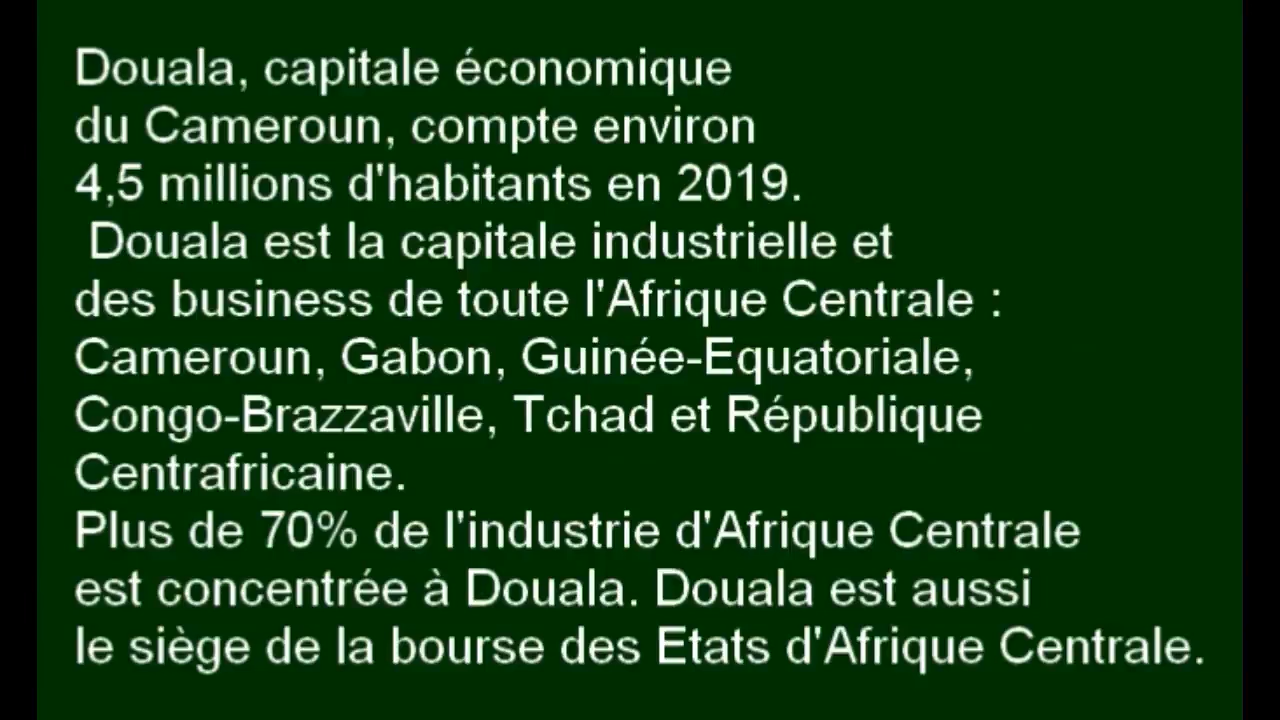 Douala, capitale économique
du Cameroun, compte environ
4,5 millions d'habitants en 2019.
Douala est la capitale industrielle et
des business de toute l'Afrique Centrale :
Cameroun, Gabon, Guinée-Equatoriale,
Congo-Brazzaville, Tchad et République
Centrafricaine.
Plus de 70% de l'industrie d'Afrique Centrale
est concentrée à Douala. Douala est aussi
le siège de la bourse des Etats d'Afrique Centrale.